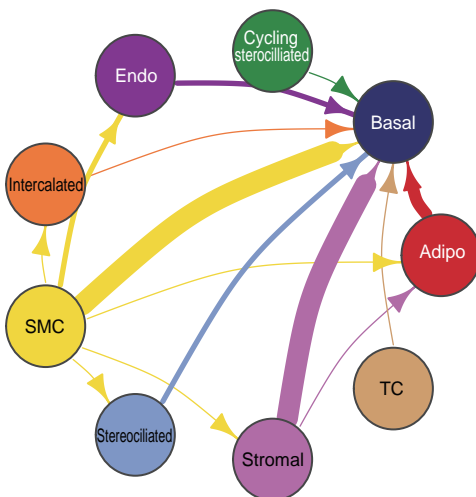 Cycling
sterocilliated
Endo
Basal
Intercalated
Adipo
SMC
TC
Stereociliated
Stromal